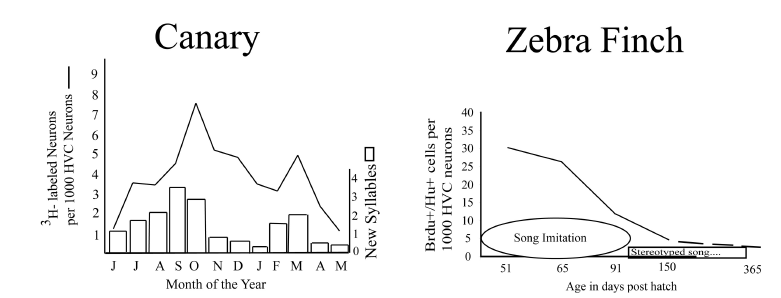 Canary
9
8
7
6
5
4
3
2
1
3H- labeled Neurons
per 1000 HVC Neurons
4
3
2
1
0
New Syllables
J J A S O N D J F M A M
Month of the Year
Zebra Finch
40
35
30
25
20
15
10
5
0
Brdu+/Hu+ cells per
1000 HVC neurons
Song Imitation
Stereotyped song....
51 65 91 150 365
Age in days post hatch